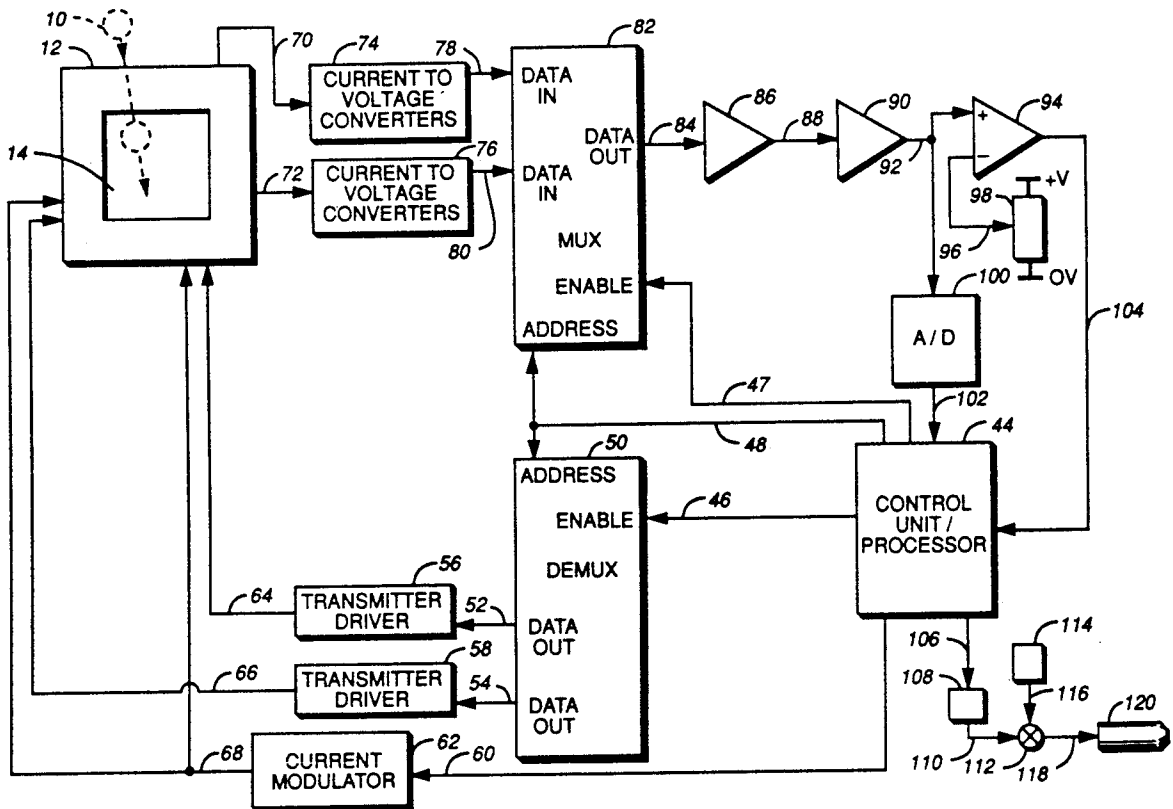 10
12
14
70
74
CURRENT TO
VOLTAGE
CONVERTERS
78
72
76
CURRENT TO
VOLTAGE
CONVERTERS
80
82
DATA
IN
DATA
OUT
DATA
IN
MUX
ENABLE
ADDRESS
84
86
88
90
92
+
−
94
96
98
+V
OV
100
A/D
102
104
47
48
44
CONTROL
UNIT/
PROCESSOR
46
50
ADDRESS
ENABLE
DEMUX
DATA
OUT
DATA
OUT
52
54
56
TRANSMITTER
DRIVER
58
TRANSMITTER
DRIVER
64
66
68
62
CURRENT
MODULATOR
60
106
108
110
112
114
116
118
120